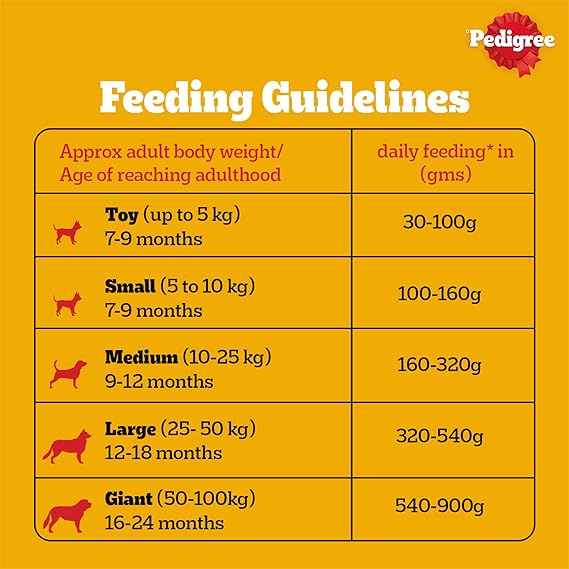 Pedigree
Feeding Guidelines
Approx adult body weight/
Age of reaching adulthood
daily feeding* in
(gms)
Toy (up to 5 kg)
7-9 months
30-100g
Small (5 to 10 kg)
7-9 months
100-160g
Medium (10-25 kg)
9-12 months
160-320g
Large (25- 50 kg)
12-18 months
320-540g
Giant (50-100kg)
16-24 months
540-900g